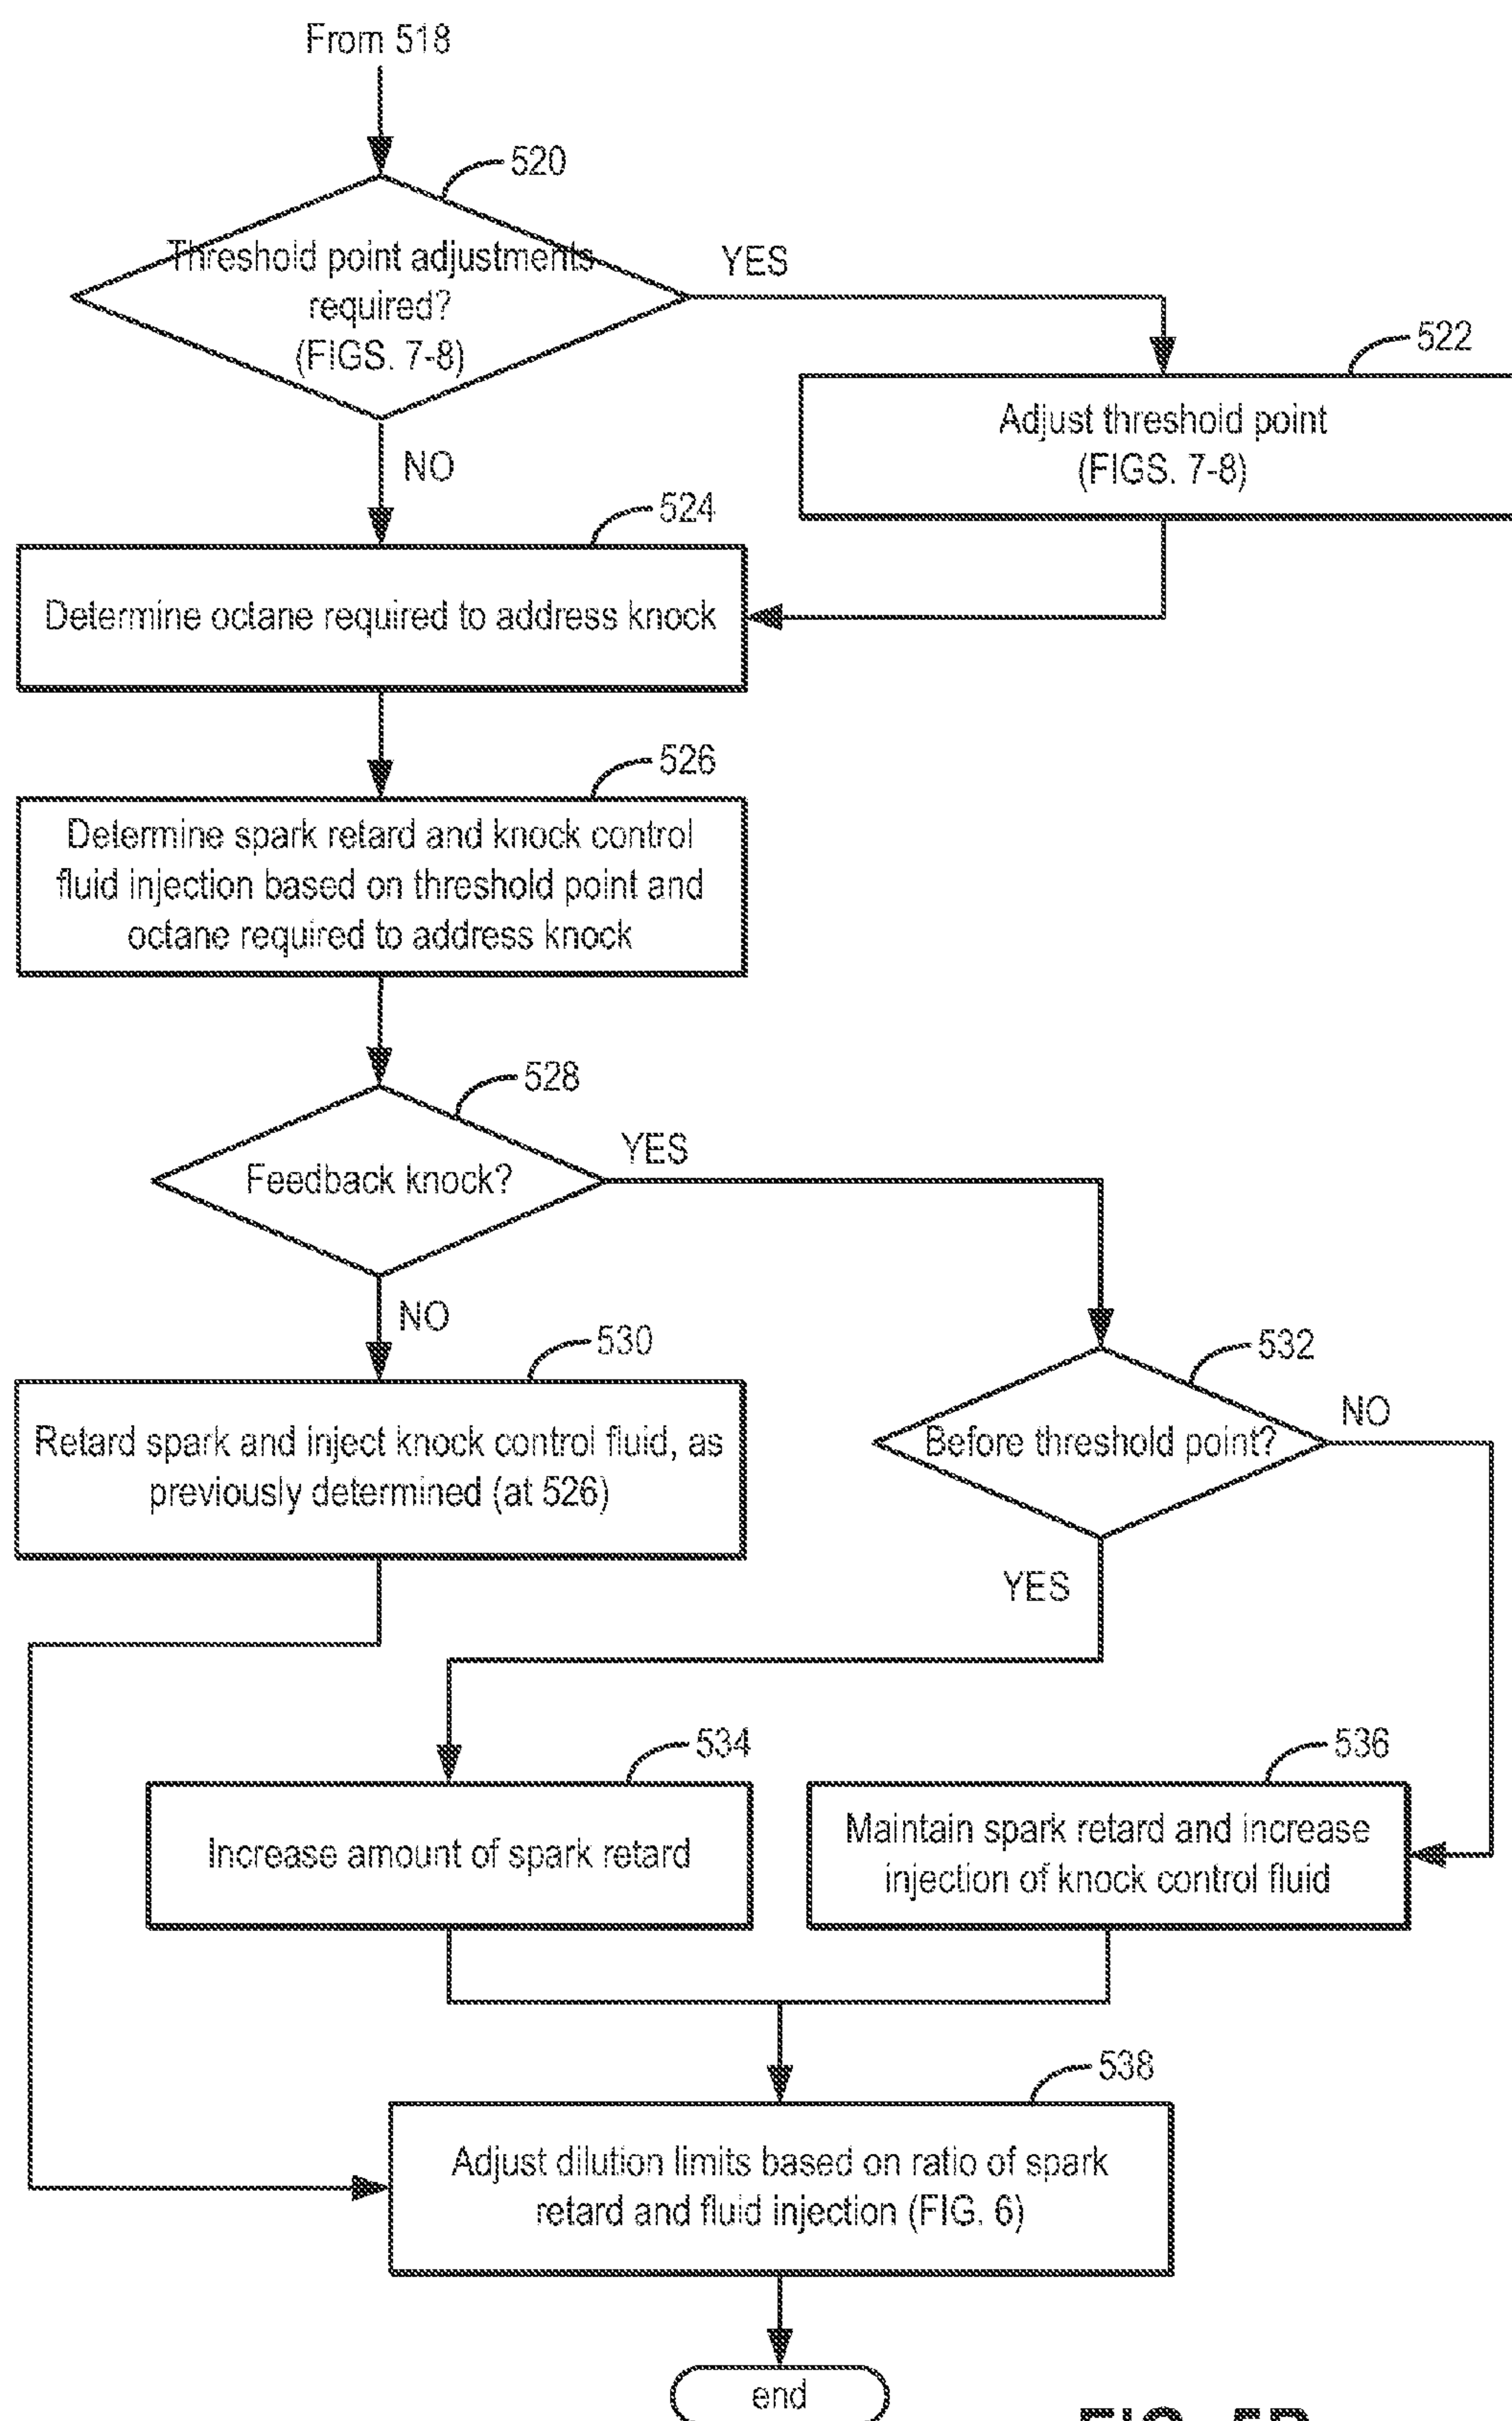 From 518
520
Threshold point adjustments
required?
(FIGS. 7-8)
YES
522
Adjust threshold point
(FIGS. 7-8)
NO
524
Determine octane required to address knock
526
Determine spark retard and knock control
fluid injection based on threshold point and
octane required to address knock
528
Feedback knock?
YES
NO
530
Retard spark and inject knock control fluid, as
previously determined (at 526)
532
Before threshold point?
NO
YES
534
Increase amount of spark retard
536
Maintain spark retard and increase
injection of knock control fluid
538
Adjust dilution limits based on ratio of spark
retard and fluid injection (FIG. 6)
end